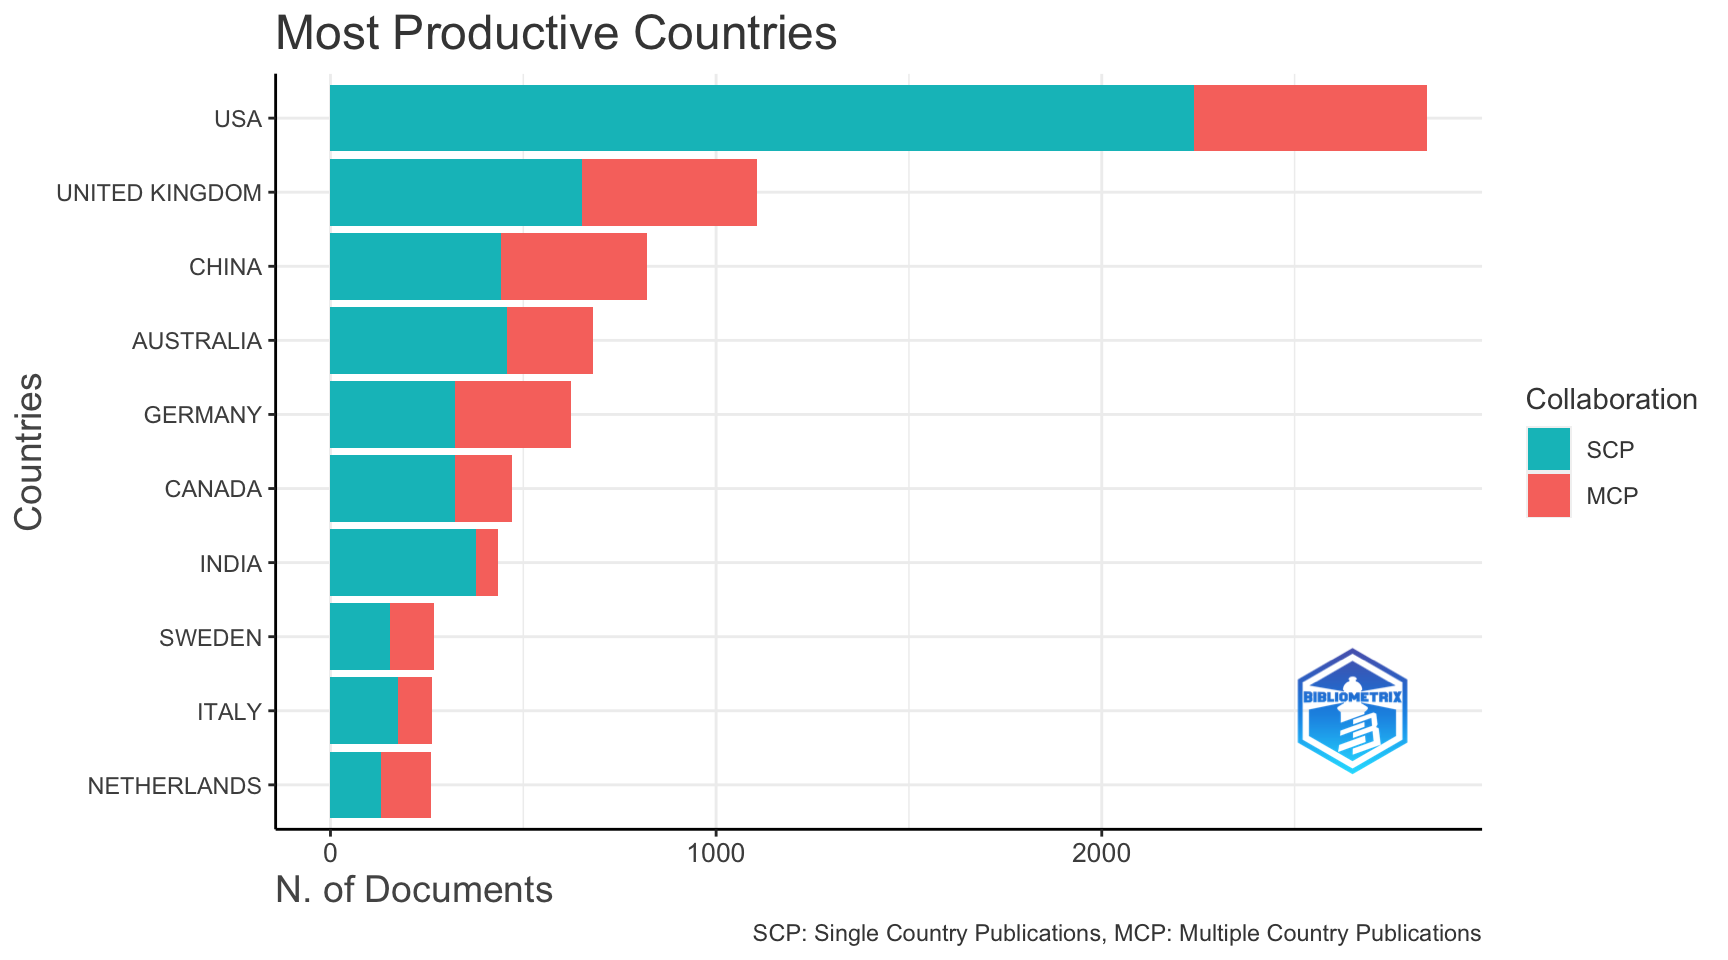 Most Productive Countries
USA
UNITED KINGDOM
CHINA
AUSTRALIA
GERMANY
CANADA
INDIA
SWEDEN
ITALY
NETHERLANDS
Countries
0 1000 2000
N. of Documents
Collaboration
SCP
MCP
BIBLIOMETRIX
SCP: Single Country Publications, MCP: Multiple Country Publications